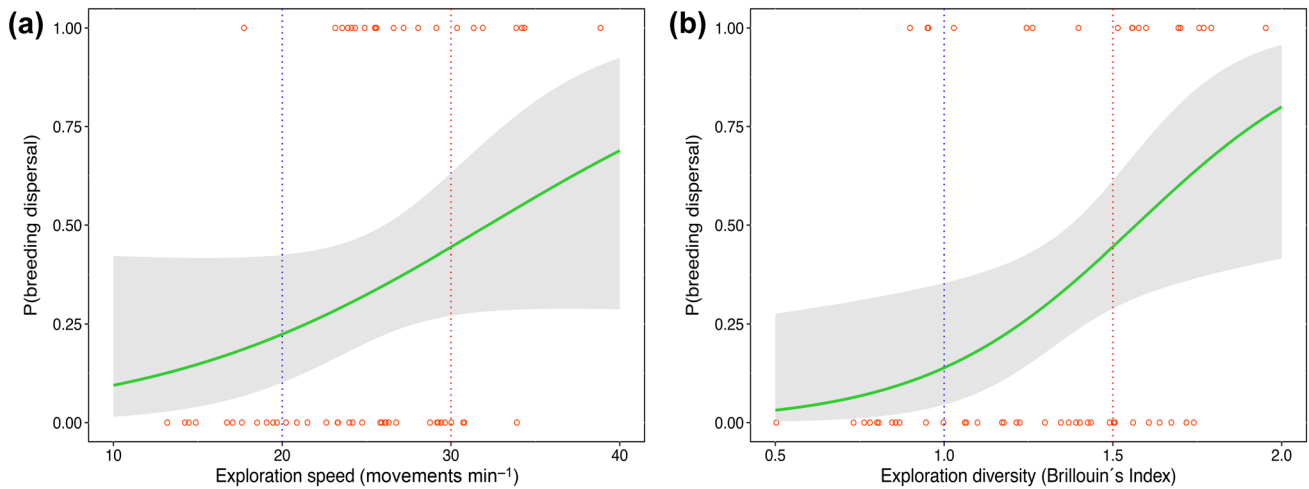 (a)
1.00
0.75
0.50
0.25
0.00
P(breeding dispersal)
10 20 30 40
Exploration speed (movements min⁻¹)
(b)
1.00
0.75
0.50
0.25
0.00
P(breeding dispersal)
0.5 1.0 1.5 2.0
Exploration diversity (Brillouin´s Index)